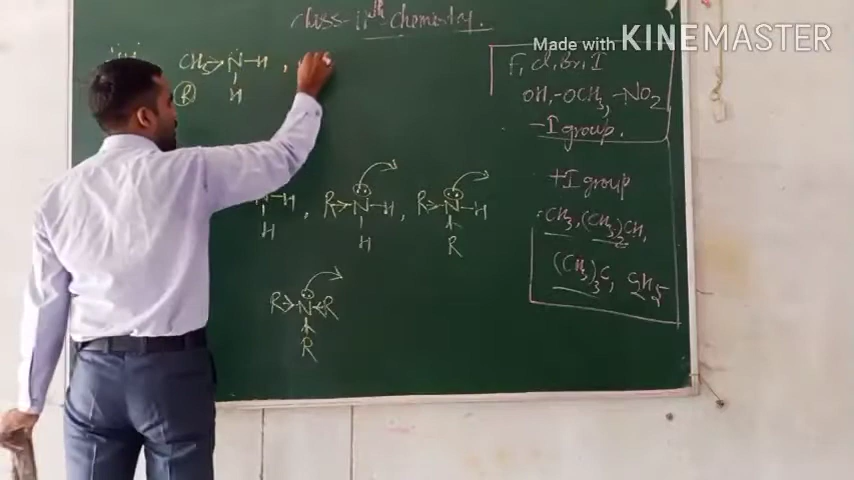 class-11th chemistry.
Made with KINEMASTER
CH3→N-H,
H
R
F, Cl, Br, I
OH, -OCH3, -NO2
-I group.
+I group
-CH3, (CH3)2CH,
(CH3)3C, C2H5
N-H, R→N-H, R→N-H
H H R
R→N←R
R